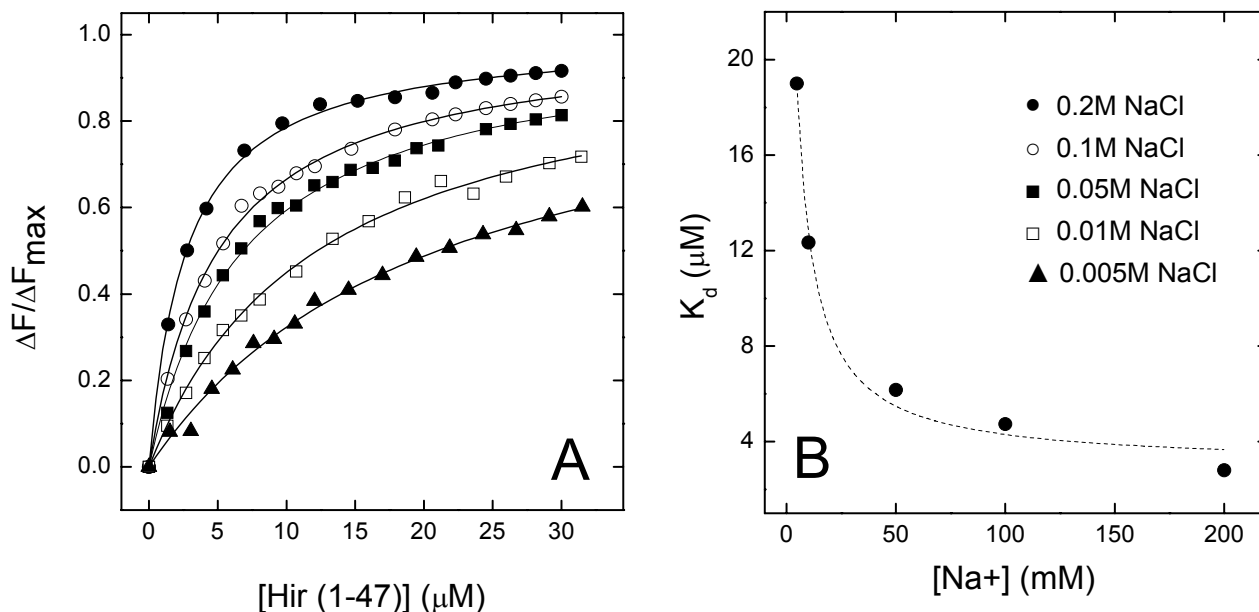 1.0
0.8
0.6
0.4
0.2
0.0
0 5 10 15 20 25 30
ΔF/ΔFmax
[Hir (1-47)] (μM)
A
20
16
12
8
4
0 50 100 150 200
Kd (μM)
[Na+] (mM)
B
0.2M NaCl
0.1M NaCl
0.05M NaCl
0.01M NaCl
0.005M NaCl